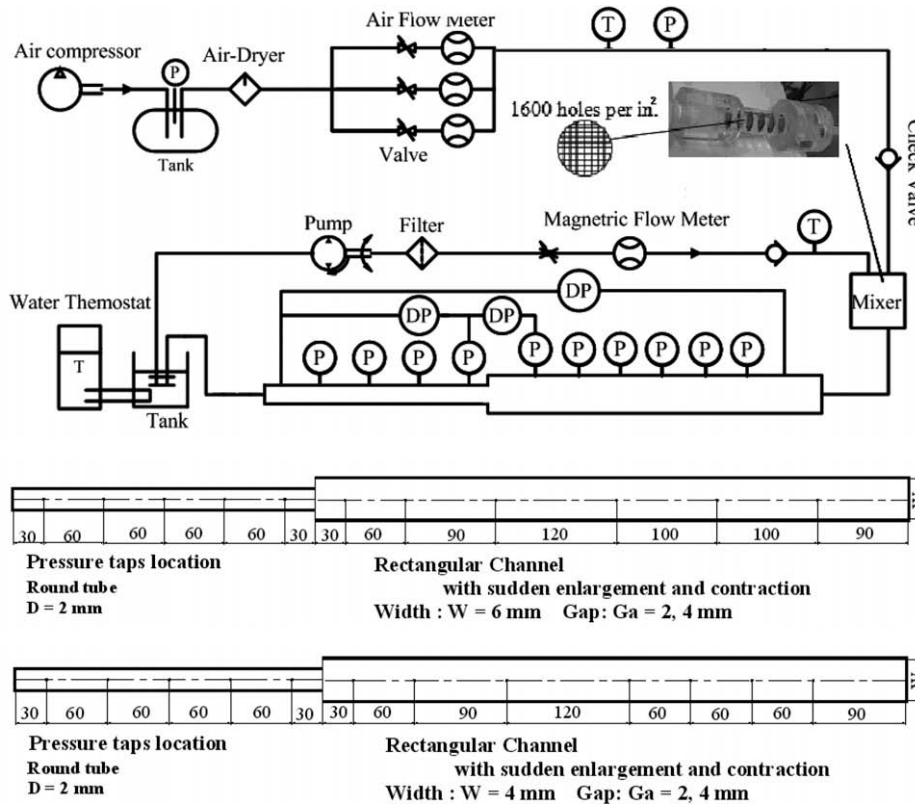 Air Flow Meter
T P
Air compressor
Air-Dryer
P
1600 holes per in².
Valve
Tank
Check Valve
Pump
Filter
Magnetric Flow Meter
T
DP
Water Themostat
Mixer
DP DP
P P P P P P P P P P
T
Tank
30 60 60 60 60 30 30 60 90 120 100 100 90
Pressure taps location
Rectangular Channel
Round tube
with sudden enlargement and contraction
D = 2 mm
Width : W = 6 mm Gap: Ga = 2, 4 mm
30 60 60 60 60 30 30 60 90 120 60 60 60 90
Pressure taps location
Rectangular Channel
Round tube
with sudden enlargement and contraction
D = 2 mm
Width : W = 4 mm Gap: Ga = 2, 4 mm